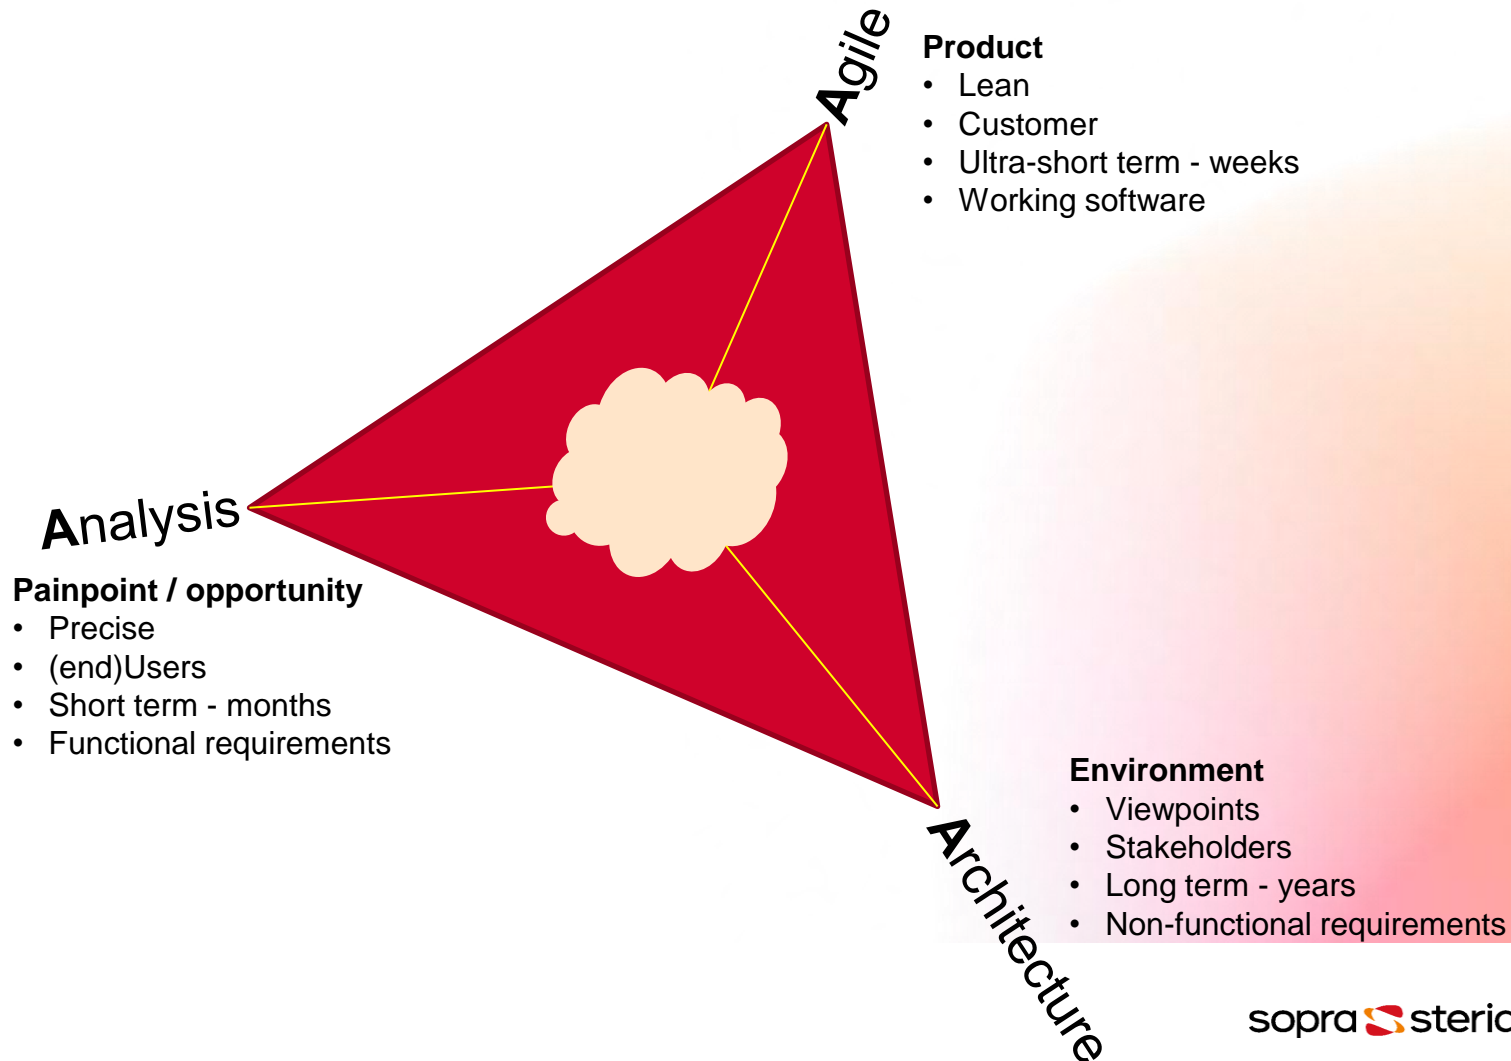 Agile
Product
• Lean
• Customer
• Ultra-short term - weeks
• Working software
Analysis
Painpoint / opportunity
• Precise
• (end)Users
• Short term - months
• Functional requirements
Architecture
Environment
• Viewpoints
• Stakeholders
• Long term - years
• Non-functional requirements
sopra steria